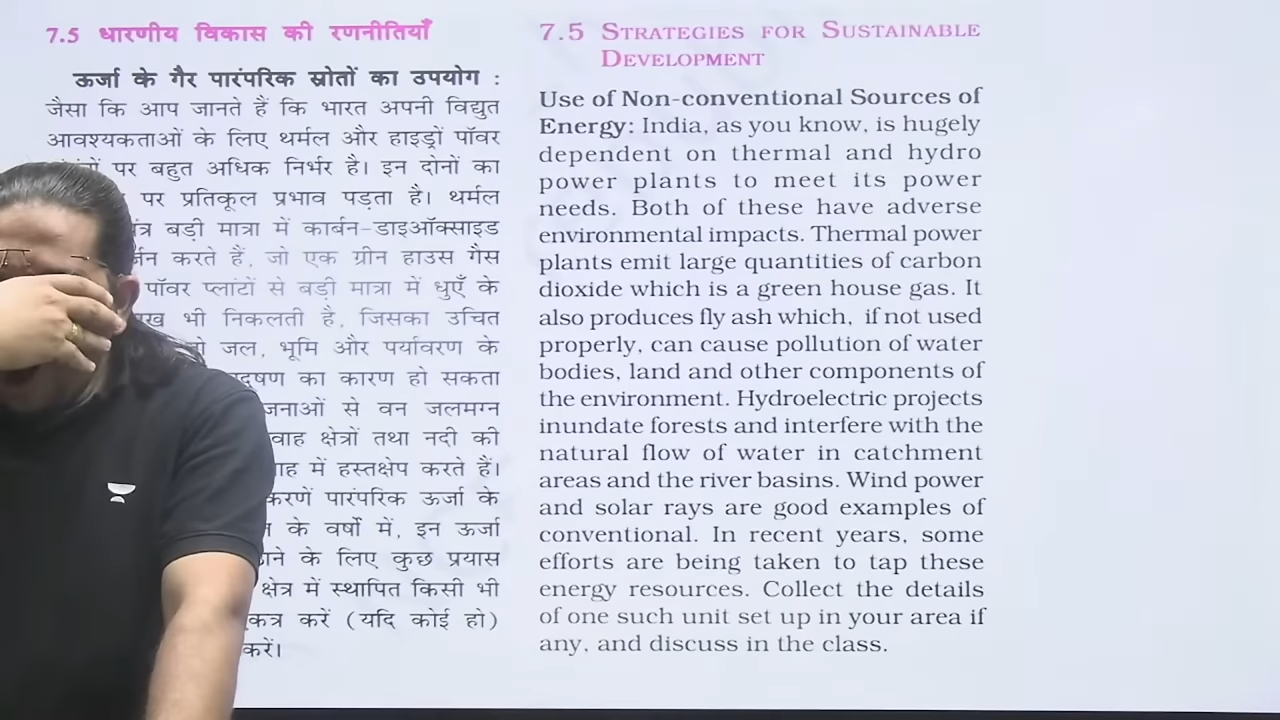 7.5 धारणीय विकास की रणनीतियाँ
ऊर्जा के गैर पारंपरिक स्रोतों का उपयोग :
जैसा कि आप जानते हैं कि भारत अपनी विद्युत
आवश्यकताओं के लिए थर्मल और हाइड्रों पॉवर
पर बहुत अधिक निर्भर है। इन दोनों का
पर प्रतिकूल प्रभाव पड़ता है। थर्मल
बड़ी मात्रा में कार्बन-डाइऑक्साइड
करते हैं, जो एक ग्रीन हाउस गैस
पॉवर प्लांटों से बड़ी मात्रा में धुएँ के
भी निकलती है, जिसका उचित
जल, भूमि और पर्यावरण के
का कारण हो सकता
से वन जलमग्न
क्षेत्रों तथा नदी की
में हस्तक्षेप करते हैं।
पारंपरिक ऊर्जा के
के वर्षों में, इन ऊर्जा
के लिए कुछ प्रयास
क्षेत्र में स्थापित किसी भी
करें (यदि कोई हो)
करें।
7.5 STRATEGIES FOR SUSTAINABLE
DEVELOPMENT
Use of Non-conventional Sources of
Energy: India, as you know, is hugely
dependent on thermal and hydro
power plants to meet its power
needs. Both of these have adverse
environmental impacts. Thermal power
plants emit large quantities of carbon
dioxide which is a green house gas. It
also produces fly ash which, if not used
properly, can cause pollution of water
bodies, land and other components of
the environment. Hydroelectric projects
inundate forests and interfere with the
natural flow of water in catchment
areas and the river basins. Wind power
and solar rays are good examples of
conventional. In recent years, some
efforts are being taken to tap these
energy resources. Collect the details
of one such unit set up in your area if
any, and discuss in the class.